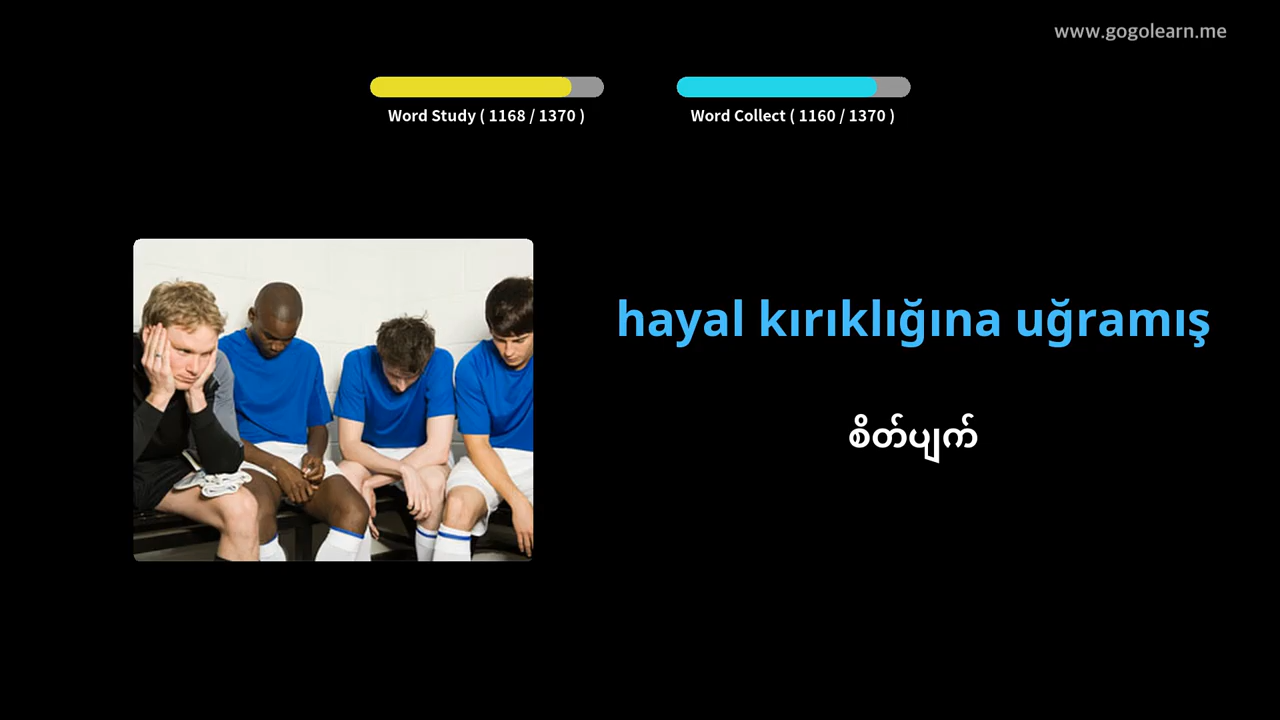 www.gogolearn.me
Word Study ( 1168 / 1370 )
Word Collect ( 1160 / 1370 )
hayal kırıklığına uğramış
စိတ်ပျက်